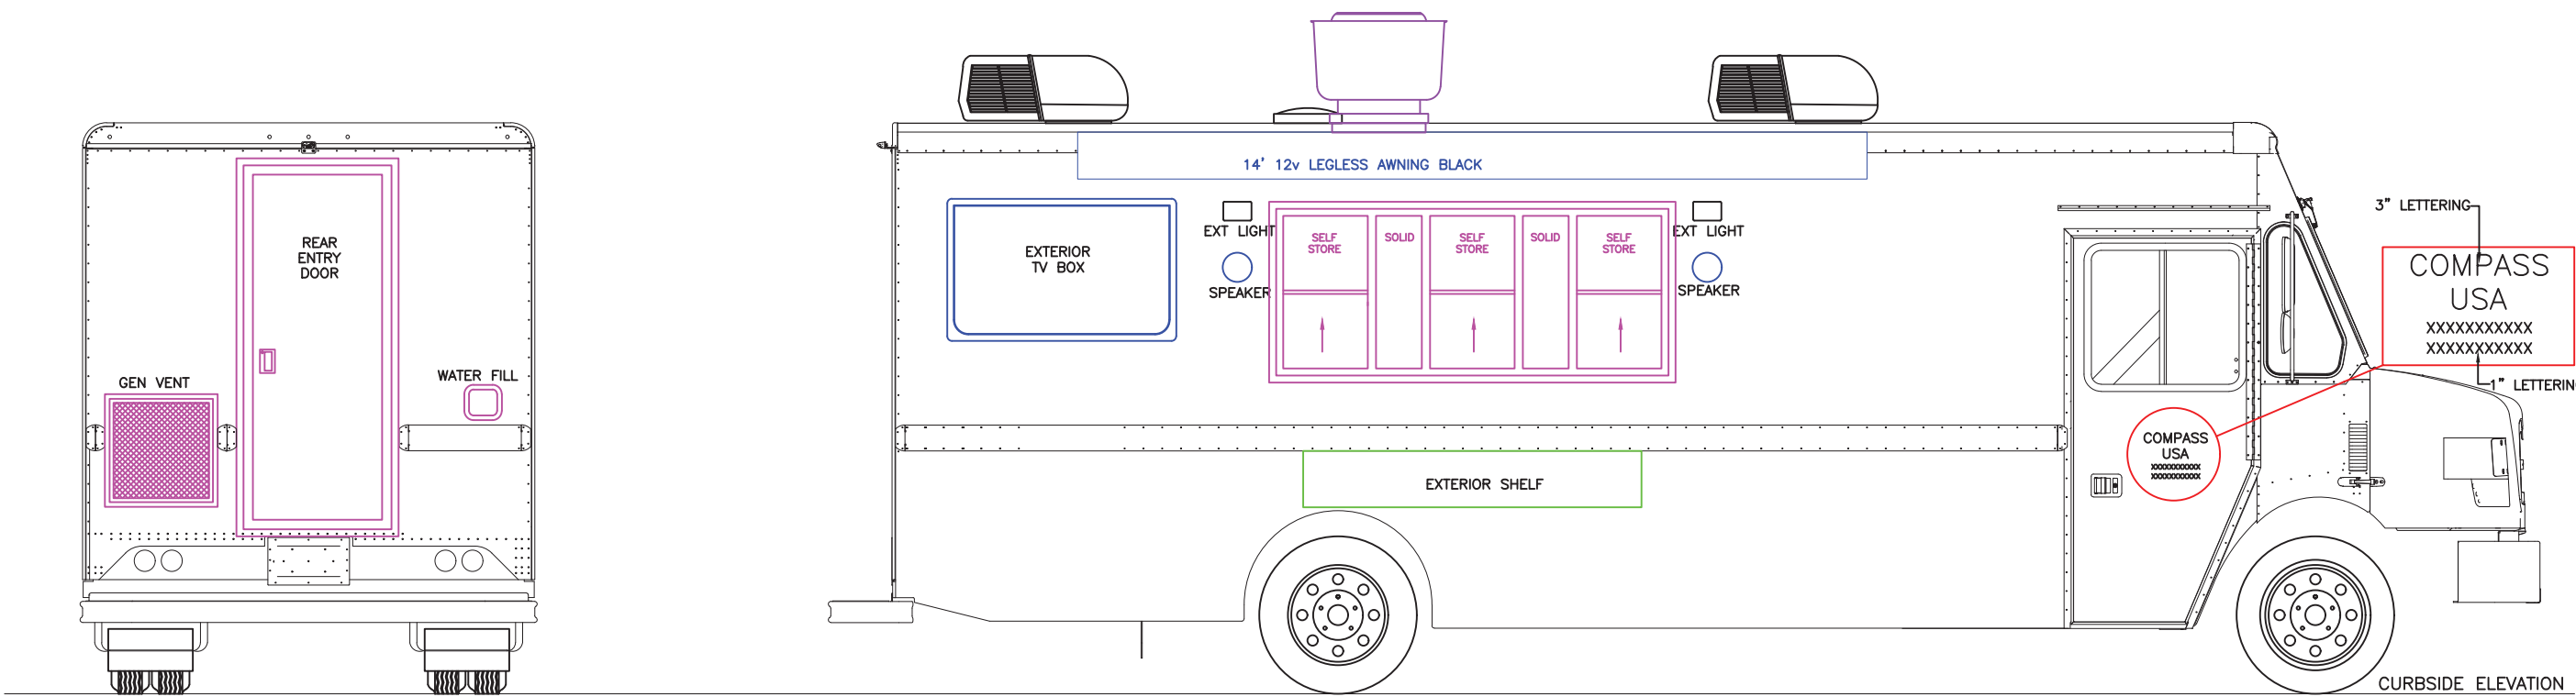 REAR
ENTRY
DOOR
GEN VENT
WATER FILL
14' 12v LEGLESS AWNING BLACK
EXTERIOR
TV BOX
EXT LIGHT
SPEAKER
SELF
STORE
SOLID
SELF
STORE
SOLID
SELF
STORE
EXT LIGHT
SPEAKER
EXTERIOR SHELF
COMPASS
USA
XXXXXXXXXXX
XXXXXXXXXXX
3" LETTERING
COMPASS
USA
XXXXXXXXXXX
XXXXXXXXXXX
1" LETTERIN
CURBSIDE ELEVATION